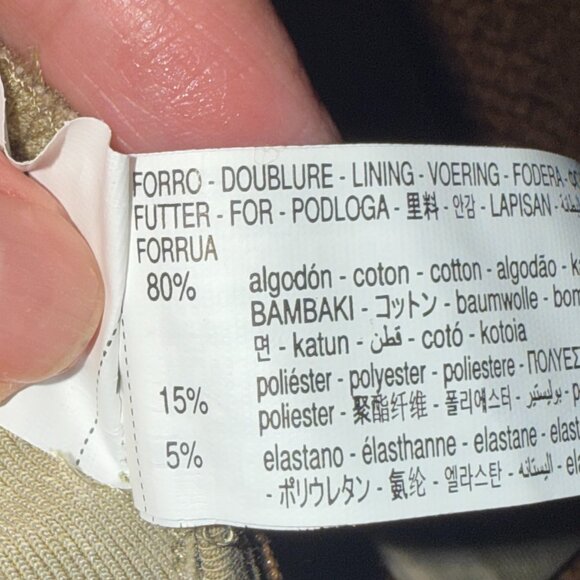 FORRO - DOUBLURE - LINING - VOERING - FODERA -
FUTTER - FOR - PODLOGA - 里料 - 안감 - LAPISAN -
FORRUA
80% algodón - coton - cotton - algodão -
BAMBAKI - コットン - baumwolle -
면 - katun - قطن - cotó - kotoia
15% poliéster - polyester - poliestere - ΠΟΛΥΕΣ
poliester - 聚酯纤维 - 폴리에스터 - بوليستير -
5% elastano - élasthanne - elastane -
- ポリウレタン - 氨纶 - 엘라스탄 - اليستانه -